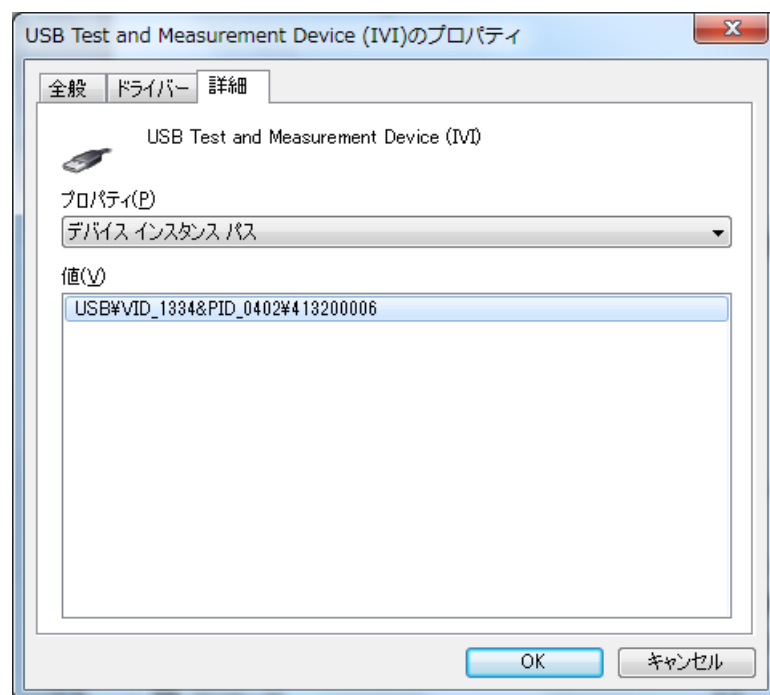 USB Test and Measurement Device (IVI)のプロパティ
X
全般 ドライバー 詳細
USB Test and Measurement Device (IVI)
プロパティ(P)
デバイス インスタンス パス
値(V)
USB¥VID_1334&PID_0402¥413200006
OK キャンセル